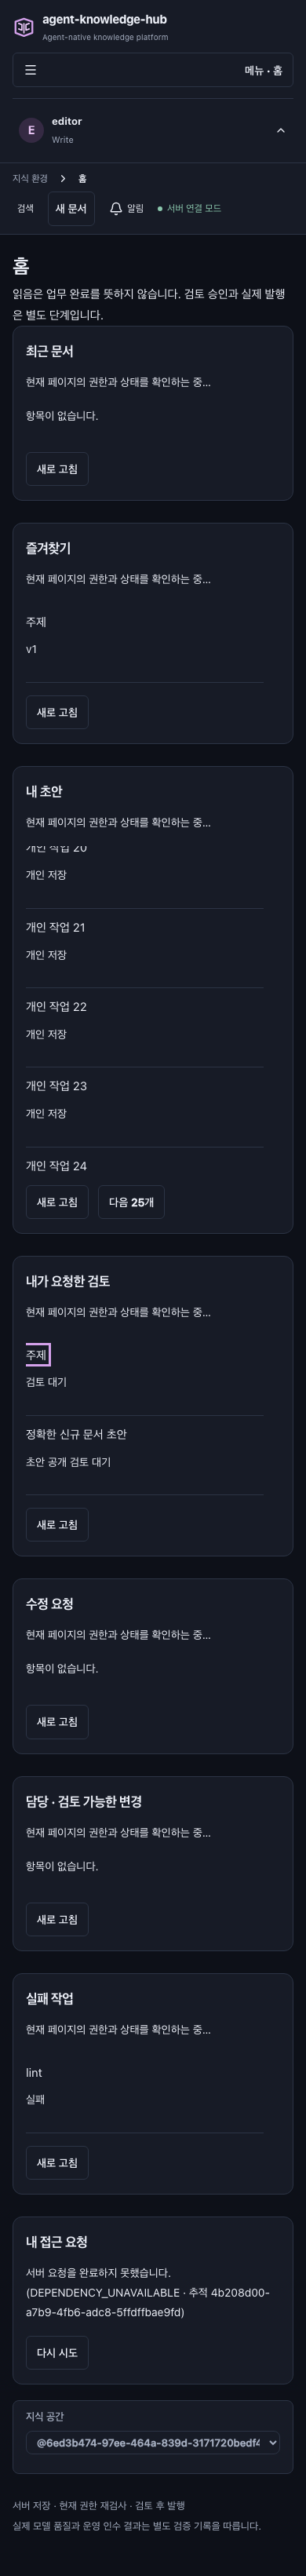 agent-knowledge-hub
Agent-native knowledge platform
메뉴 · 홈
E
editor
Write
지식 환경 > 홈
검색 새 문서 알림 서버 연결 모드
홈
읽음은 업무 완료를 뜻하지 않습니다. 검토 승인과 실제 발행
은 별도 단계입니다.
최근 문서
현재 페이지의 권한과 상태를 확인하는 중…
항목이 없습니다.
새로 고침
즐겨찾기
현재 페이지의 권한과 상태를 확인하는 중…
주제
v1
새로 고침
내 초안
현재 페이지의 권한과 상태를 확인하는 중…
개인 작업 20
개인 저장
개인 작업 21
개인 저장
개인 작업 22
개인 저장
개인 작업 23
개인 저장
개인 작업 24
새로 고침 다음 25개
내가 요청한 검토
현재 페이지의 권한과 상태를 확인하는 중…
주제
검토 대기
정확한 신규 문서 초안
초안 공개 검토 대기
새로 고침
수정 요청
현재 페이지의 권한과 상태를 확인하는 중…
항목이 없습니다.
새로 고침
담당 · 검토 가능한 변경
현재 페이지의 권한과 상태를 확인하는 중…
항목이 없습니다.
새로 고침
실패 작업
현재 페이지의 권한과 상태를 확인하는 중…
lint
실패
새로 고침
내 접근 요청
서버 요청을 완료하지 못했습니다.
(DEPENDENCY_UNAVAILABLE · 추적 4b208d00-
a7b9-4fb6-adc8-5ffdffbae9fd)
다시 시도
지식 공간
@6ed3b474-97ee-464a-839d-3171720bedf4
서버 저장 · 현재 권한 재검사 · 검토 후 발행
실제 모델 품질과 운영 인수 결과는 별도 검증 기록을 따릅니다.